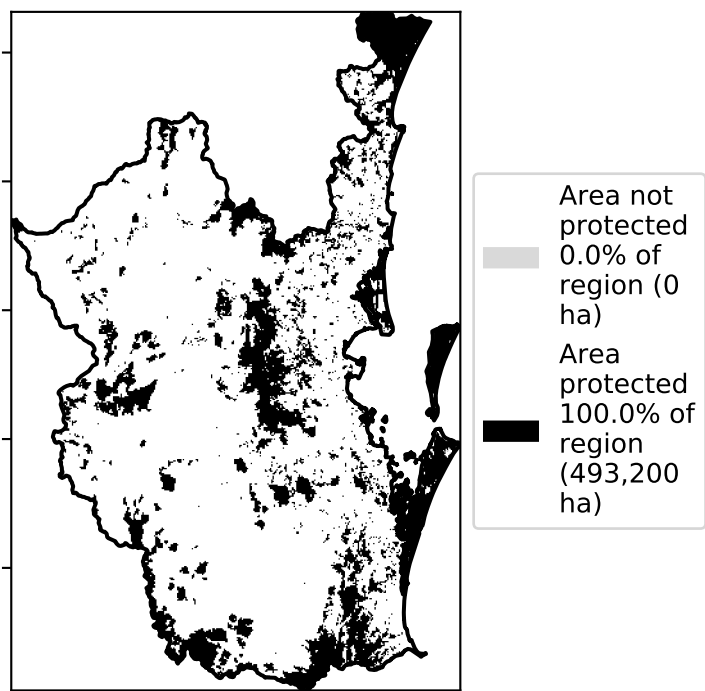 Area not
protected
0.0% of
region (0
ha)
Area
protected
100.0% of
region
(493,200
ha)